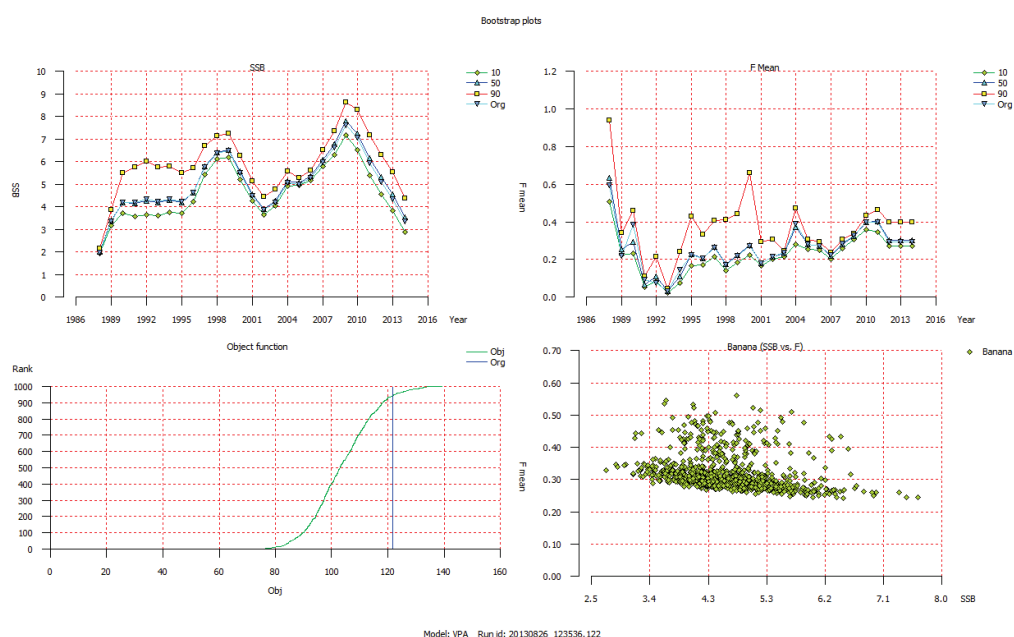 Bootstrap plots
SSB
10
9
8
7
6
5
4
3
2
1
0
SSB
1986 1989 1992 1995 1998 2001 2004 2007 2010 2013 2016 Year
10
50
90
Org
F Mean
1.2
1.0
0.8
0.6
0.4
0.2
0.0
F mean
1986 1989 1992 1995 1998 2001 2004 2007 2010 2013 2016 Year
10
50
90
Org
Object function
Obj
Org
Rank
1000
900
800
700
600
500
400
300
200
100
0
0 20 40 60 80 100 120 140 160
Obj
Banana (SSB vs. F)
Banana
0.70
0.60
0.50
0.40
0.30
0.20
0.10
0.00
F mean
2.5 3.4 4.3 5.3 6.2 7.1 8.0 SSB
Model: VPA Run id: 20130826 123536.122